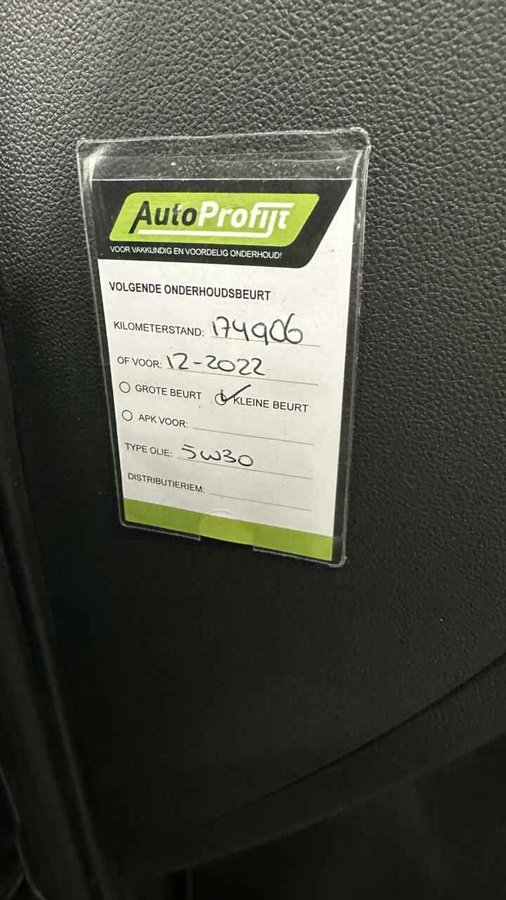 AutoProfijt
VOOR VAKKUNDIG EN VOORDELIG ONDERHOUD!
VOLGENDE ONDERHOUDSBEURT
KILOMETERSTAND: 174906
OF VOOR: 12-2022
GROTE BEURT KLEINE BEURT
APK VOOR:
TYPE OLIE: 5W30
DISTRIBUTIERIEM: